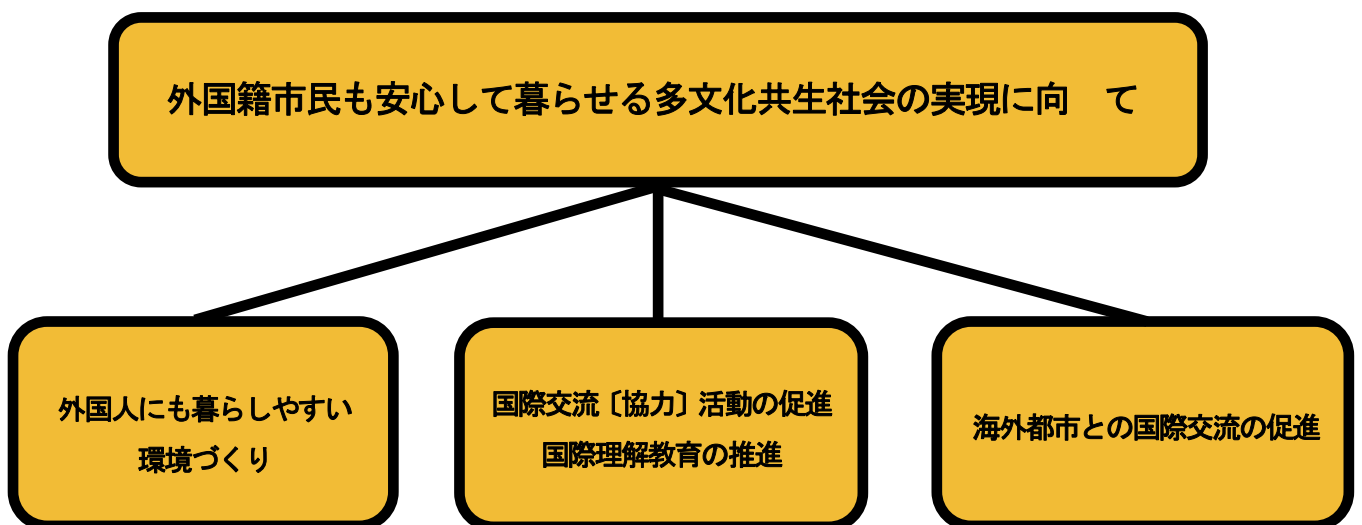 外国籍市民も安心して暮らせる多文化共生社会の実現に向　て
外国人にも暮らしやすい
環境づくり
国際交流〔協力〕活動の促進
国際理解教育の推進
海外都市との国際交流の促進